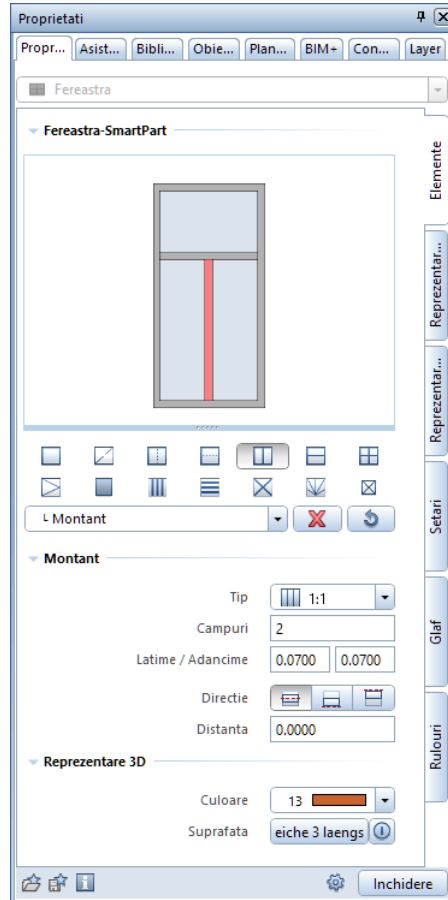 Proprietati
Propr... Asist... Bibli... Obie... Plan... BIM+ Con... Layer
Fereastra
Fereastra-SmartPart
Elemente
Reprezentar...
Reprezentar...
Setari
Glaf
Rulouri
└ Montant
Montant
Tip 1:1
Campuri 2
Latime / Adancime 0.0700 0.0700
Directie
Distanta 0.0000
Reprezentare 3D
Culoare 13
Suprafata eiche 3 laengs
Inchidere